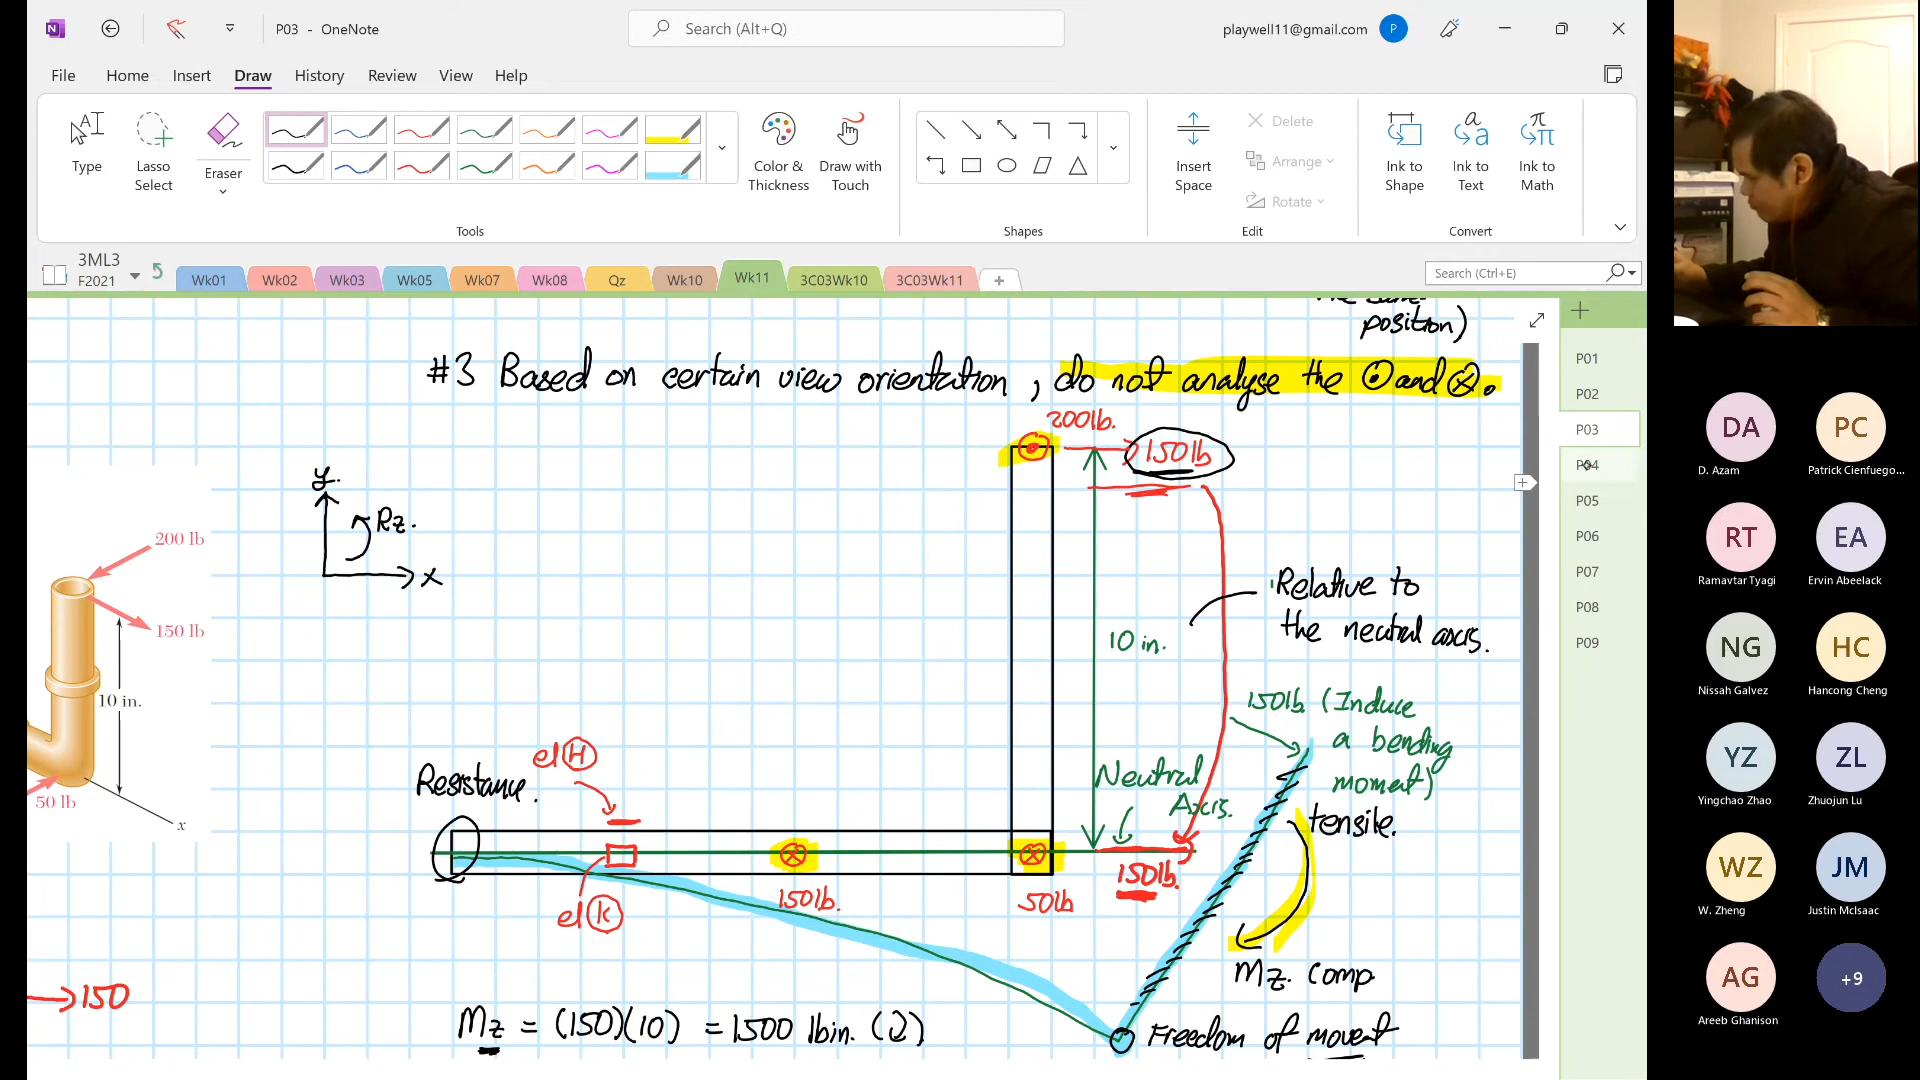 P03 - OneNote
Search (Alt+Q)
playwell11@gmail.com
P
File
Home
Insert
Draw
History
Review
View
Help
Type
Lasso
Select
Eraser
Color &
Thickness
Draw with
Touch
Insert
Space
Delete
Arrange
Rotate
Ink to
Shape
Ink to
Text
Ink to
Math
Tools
Shapes
Edit
Convert
3ML3
F2021
Wk01
Wk02
Wk03
Wk05
Wk07
Wk08
Qz
Wk10
Wk11
3C03Wk10
3C03Wk11
+
Search (Ctrl+E)
position)
#3 Based on certain view orientation, do not analyse the ⊙ and ⊗.
200lb.
150lb
y.
Rz.
x
200 lb
150 lb
10 in.
50 lb
x
10 in.
Relative to
the neutral axis.
150lb. (Induce
a bending
moment)
Neutral
Axis.
tensile.
el H
Resistance.
el K
150lb.
50lb
150lb.
Mz. comp
→150
Mz = (150)(10) = 1500 lbin. (↻)
Freedom of movent
P01
P02
P03
P04
P05
P06
P07
P08
P09
DA
D. Azam
PC
Patrick Cienfuego...
RT
Ramavtar Tyagi
EA
Ervin Abeelack
NG
Nissah Galvez
HC
Hancong Cheng
YZ
Yingchao Zhao
ZL
Zhuojun Lu
WZ
W. Zheng
JM
Justin McIsaac
AG
Areeb Ghanison
+9